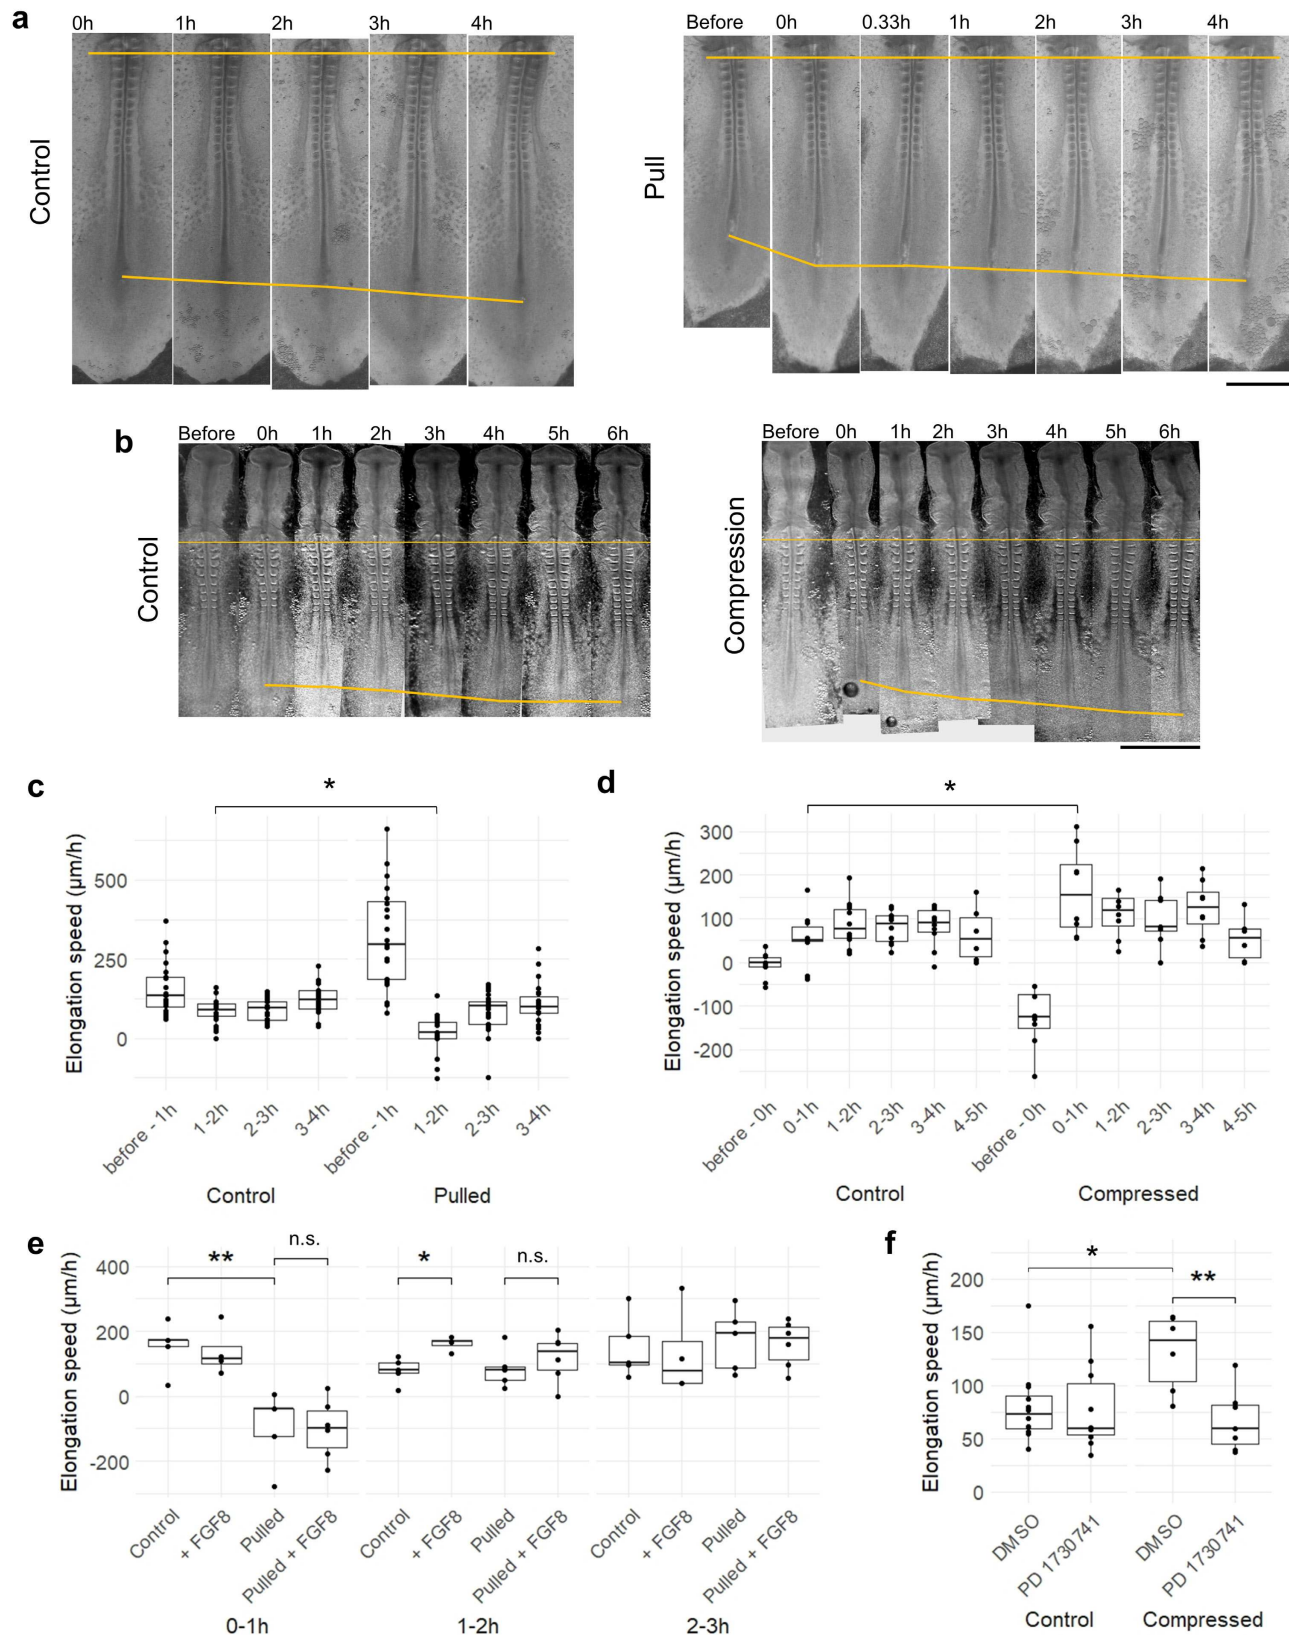 a
0h 1h 2h 3h 4h
Control
Before 0h 0.33h 1h 2h 3h 4h
Pull
b
Before 0h 1h 2h 3h 4h 5h 6h
Control
Before 0h 1h 2h 3h 4h 5h 6h
Compression
c
*
Elongation speed (µm/h)
500
250
0
before - 1h 1-2h 2-3h 3-4h before - 1h 1-2h 2-3h 3-4h
Control Pulled
d
*
Elongation speed (µm/h)
300
200
100
0
-100
-200
before - 0h 0-1h 1-2h 2-3h 3-4h 4-5h before - 0h 0-1h 1-2h 2-3h 3-4h 4-5h
Control Compressed
e
** n.s. * n.s.
Elongation speed (µm/h)
400
200
0
-200
Control + FGF8 Pulled Pulled + FGF8 Control + FGF8 Pulled Pulled + FGF8 Control + FGF8 Pulled Pulled + FGF8
0-1h 1-2h 2-3h
f
*
**
Elongation speed (µm/h)
200
150
100
50
0
DMSO PD 1730741 DMSO PD 1730741
Control Compressed